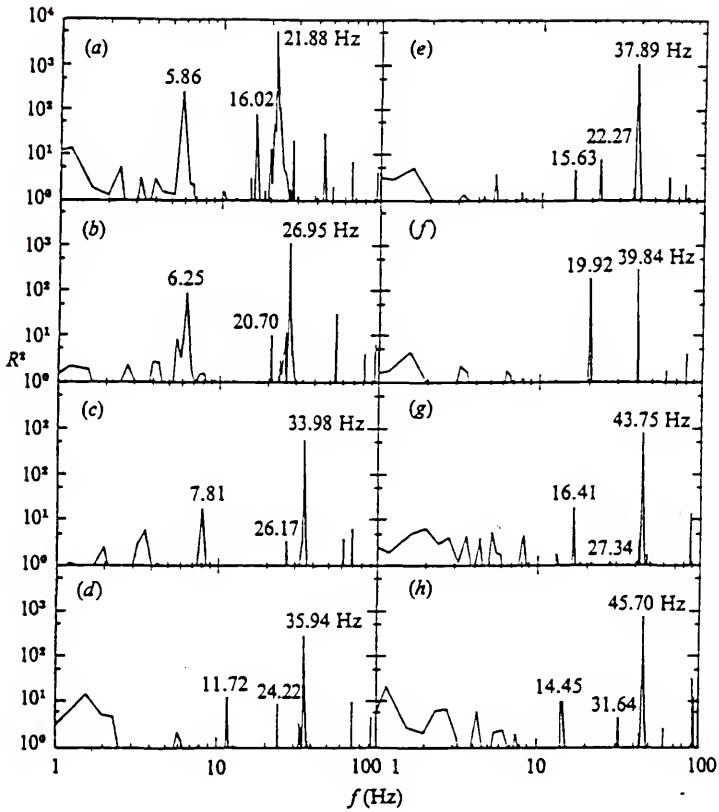 10⁴
(a)
21.88 Hz
(e)
37.89 Hz
10³
5.86
10²
16.02
22.27
10¹
15.63
10⁰
(b)
26.95 Hz
(f)
10³
6.25
19.92
39.84 Hz
10²
20.70
10¹
R²
10⁰
(c)
33.98 Hz
(g)
43.75 Hz
10²
7.81
16.41
10¹
26.17
27.34
10⁰
(d)
(h)
45.70 Hz
10³
35.94 Hz
10²
11.72
24.22
14.45
31.64
10¹
10⁰
1
10
100
1
10
100
f (Hz)